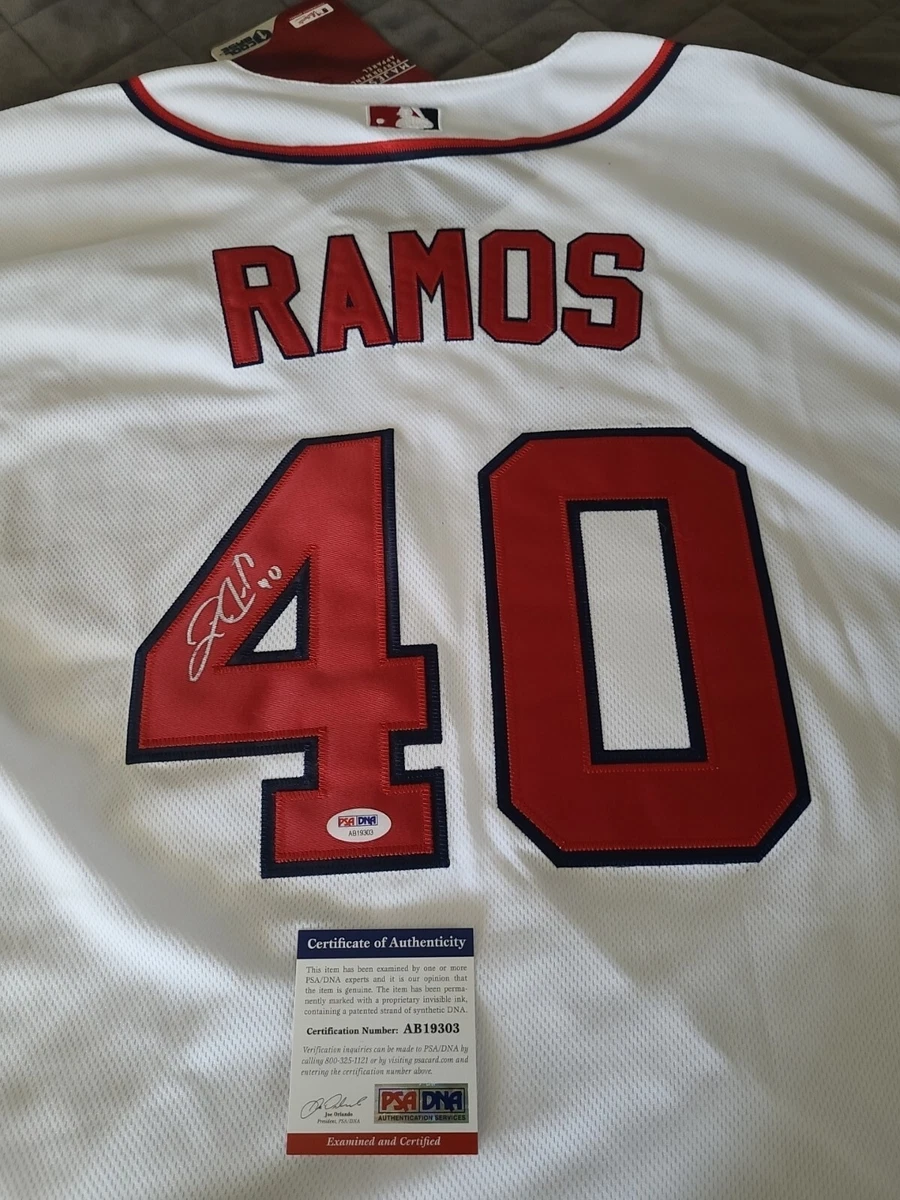 MAJESTIC
PERFORMANCE
APPAREL
RAMOS
40
40
PSA DNA
AB19303
Certificate of Authenticity
This item has been examined by one or more
PSA/DNA experts and it is our opinion that
the item is genuine. The item has been perma-
nently marked with a proprietary invisible ink,
containing a patented strand of synthetic DNA.
Certification Number: AB19303
Verification inquiries can be made to PSA/DNA by
calling 800-325-1121 or by visiting psacard.com and
entering the certification number above.
Joe Orlando
President, PSA/DNA
PSA DNA
AUTHENTICATION SERVICES
Examined and Certified